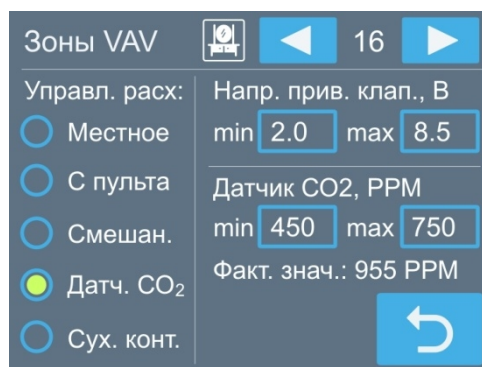 Зоны VAV 16
Управл. расх:
Местное
С пульта
Смешан.
Датч. CO₂
Сух. конт.
Напр. прив. клап., В
min 2.0 max 8.5
Датчик CO2, PPM
min 450 max 750
Факт. знач.: 955 PPM